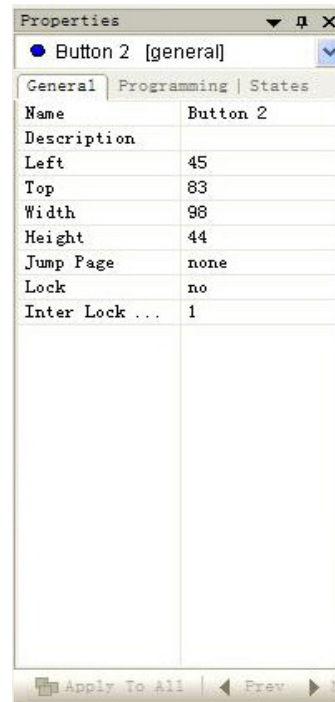 Properties
Button 2 [general]
General | Programming | States
Name Button 2
Description
Left 45
Top 83
Width 98
Height 44
Jump Page none
Lock no
Inter Lock ... 1
Apply To All | Prev